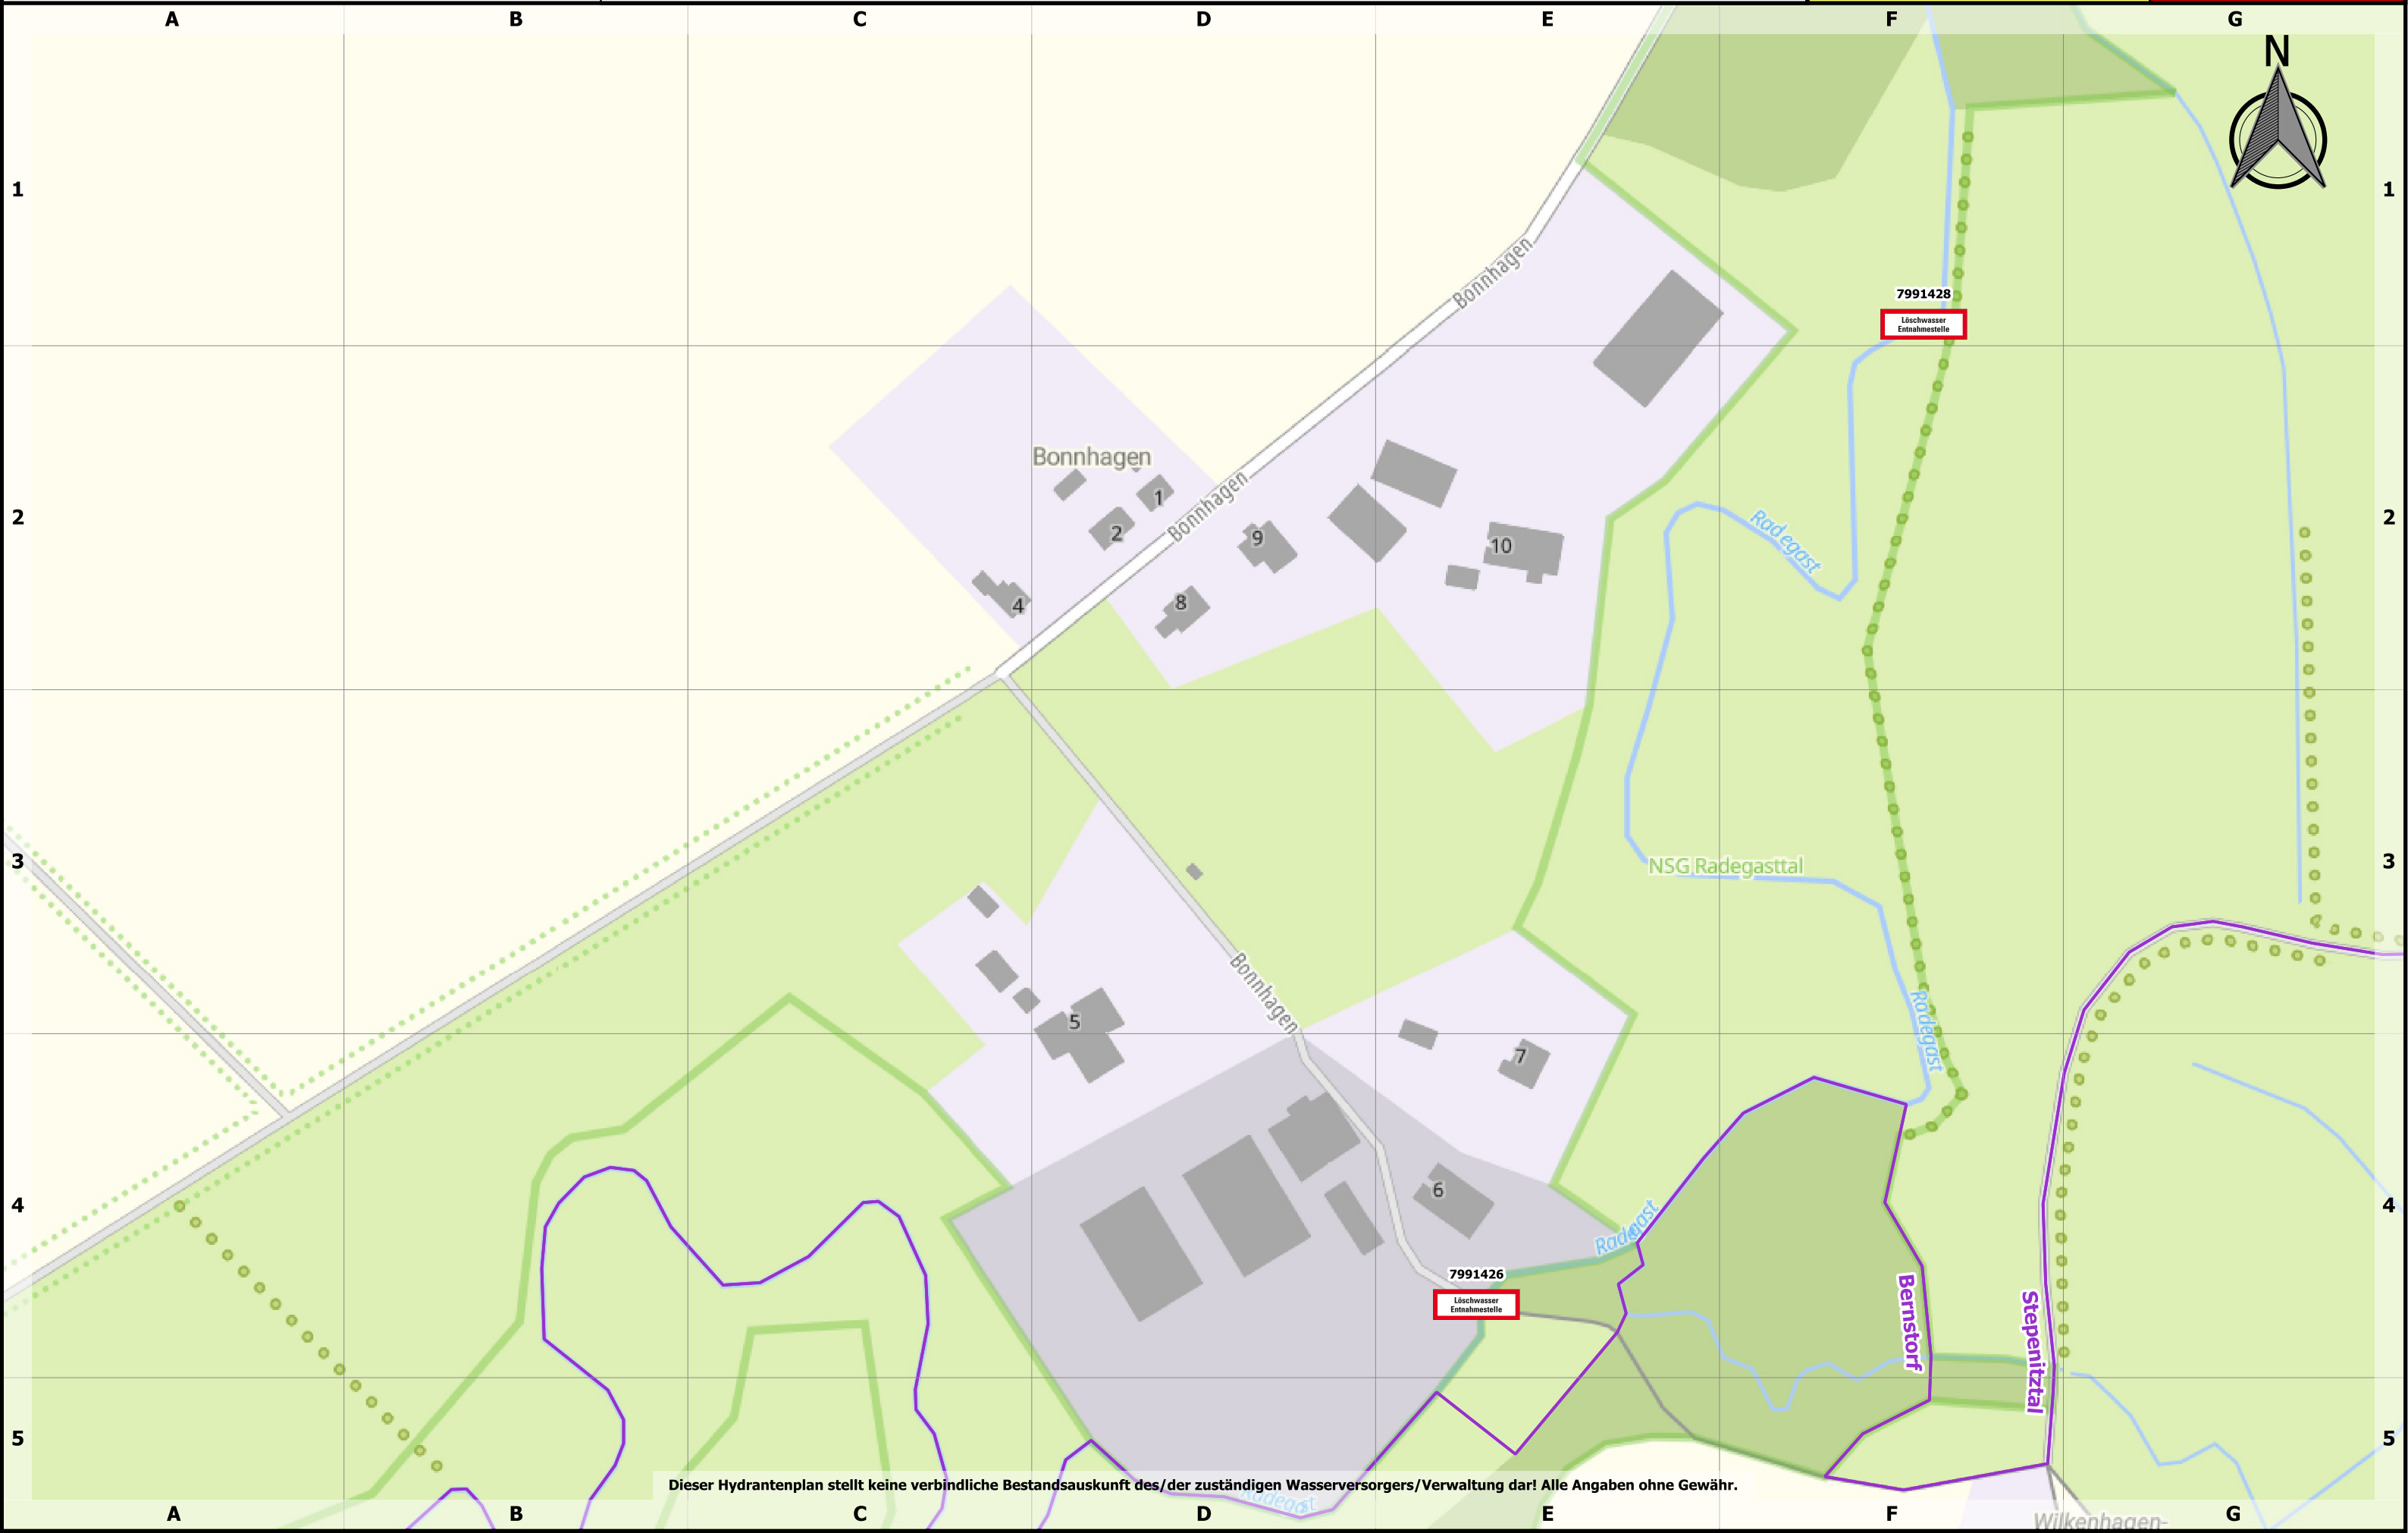 A B C D E F G
N
1 1
Bonnhagen
7991428
Löschwasser
Entnahmestelle
Bonnhagen
1
Bonnhagen
2
2 2
Radegast
9
10
8
4
3 3
NSG Radegasttal
Bonnhagen
5
Radegast
7
6
4 4
Radegast
7991426
Löschwasser
Entnahmestelle
Bernstorf
Stepenitztal
5 5
Dieser Hydrantenplan stellt keine verbindliche Bestandsauskunft des/der zuständigen Wasserversorgers/Verwaltung dar! Alle Angaben ohne Gewähr.
Radegast
A B C D E F G
Wilkenhagen-